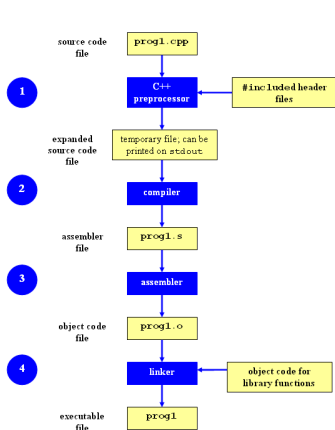 source code
file
prog1.cpp
1
C++
preprocessor
#included header
files
expanded
source code
file
temporary file; can be
printed on stdout
2
compiler
assembler
file
prog1.s
3
assembler
object code
file
prog1.o
4
linker
object code for
library functions
executable
file
prog1